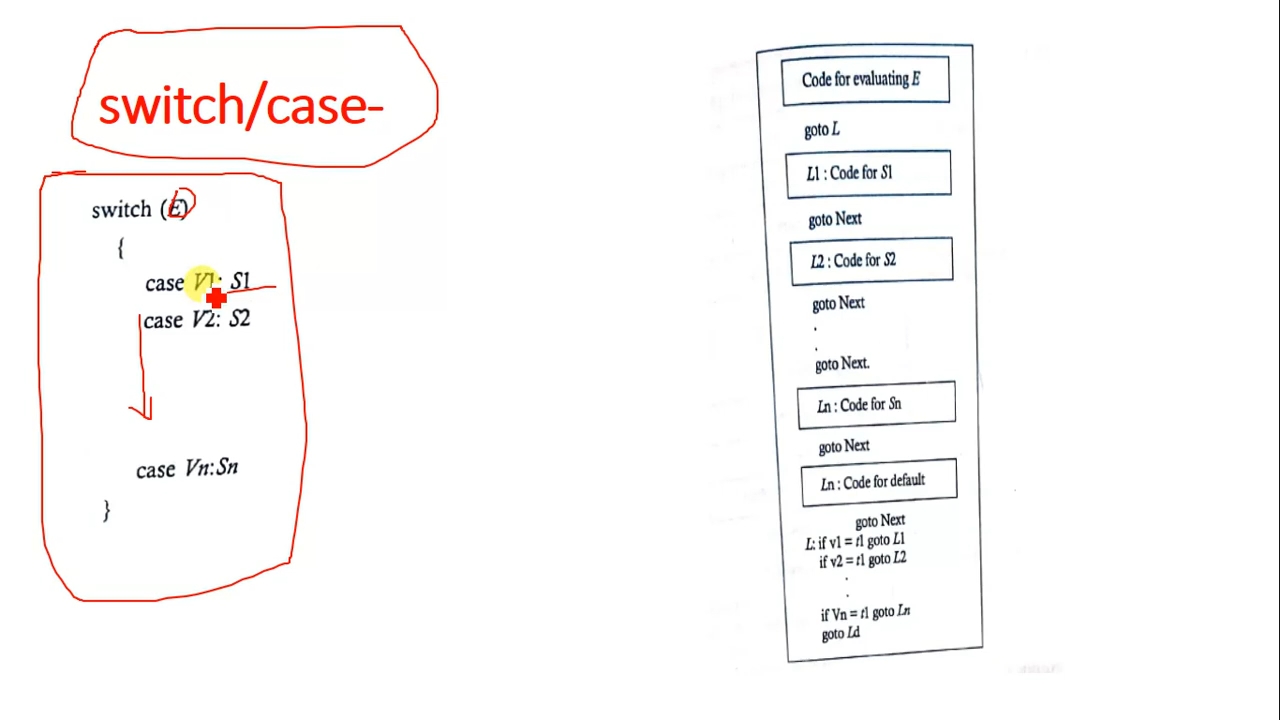 switch/case-
switch (E)
{
case V1: S1
case V2: S2
case Vn:Sn
}
Code for evaluating E
goto L
L1 : Code for S1
goto Next
L2 : Code for S2
goto Next
.
.
goto Next.
Ln : Code for Sn
goto Next
Ln : Code for default
goto Next
L: if v1 = t1 goto L1
if v2 = t1 goto L2
.
.
if Vn = t1 goto Ln
goto Ld